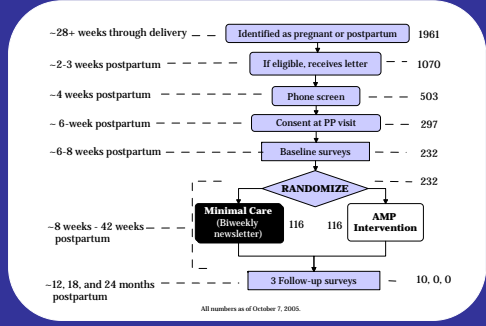 ~28+ weeks through delivery
Identified as pregnant or postpartum
1961
~2-3 weeks postpartum
If eligible, receives letter
1070
~4 weeks postpartum
Phone screen
503
~ 6-week postpartum
Consent at PP visit
297
~6-8 weeks postpartum
Baseline surveys
232
RANDOMIZE
232
Minimal Care
(Biweekly
newsletter)
116
116
AMP
Intervention
~8 weeks - 42 weeks
postpartum
~12, 18, and 24 months
postpartum
3 Follow-up surveys
10, 0, 0
All numbers as of October 7, 2005.